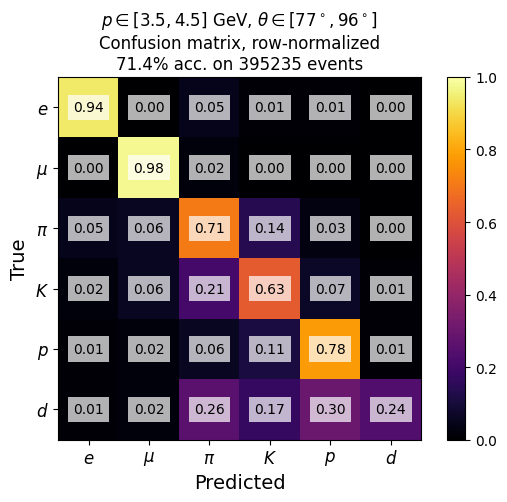 p ∈ [3.5, 4.5] GeV, θ ∈ [77°, 96°]
Confusion matrix, row-normalized
71.4% acc. on 395235 events
True
e 0.94 0.00 0.05 0.01 0.01 0.00
μ 0.00 0.98 0.02 0.00 0.00 0.00
π 0.05 0.06 0.71 0.14 0.03 0.00
K 0.02 0.06 0.21 0.63 0.07 0.01
p 0.01 0.02 0.06 0.11 0.78 0.01
d 0.01 0.02 0.26 0.17 0.30 0.24
e μ π K p d
Predicted
1.0
0.8
0.6
0.4
0.2
0.0